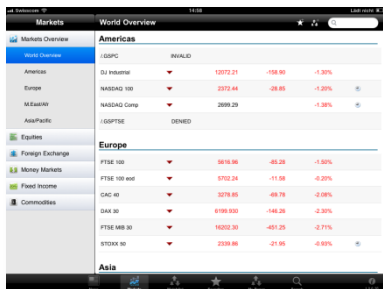 Swisscom 14:08
Markets World Overview
Markets Overview
World Overview
Americas
Europe
M.East/Afr
Asia/Pacific
Equities
Foreign Exchange
Money Markets
Fixed Income
Commodities
Americas
/.GSPC INVALID
DJ Industrial 12072.21 -158.90 -1.30%
NASDAQ 100 2372.44 -28.85 -1.20%
NASDAQ Comp 2699.29 -1.38%
/.GSPTSE DENIED
Europe
FTSE 100 5616.96 -85.28 -1.50%
FTSE 100 eod 5702.24 -11.58 -0.20%
CAC 40 3278.85 -69.78 -2.08%
DAX 30 6199.930 -146.26 -2.30%
FTSE MIB 30 16202.30 -451.25 -2.71%
STOXX 50 2339.86 -21.95 -0.93%
Asia